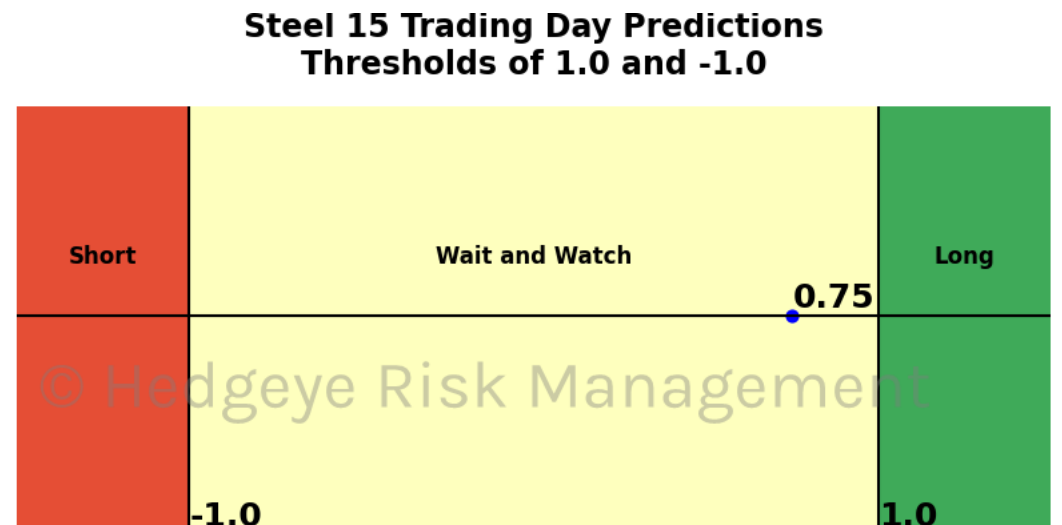 Steel 15 Trading Day Predictions
Thresholds of 1.0 and -1.0
Short
Wait and Watch
Long
0.75
© Hedgeye Risk Management
-1.0
1.0